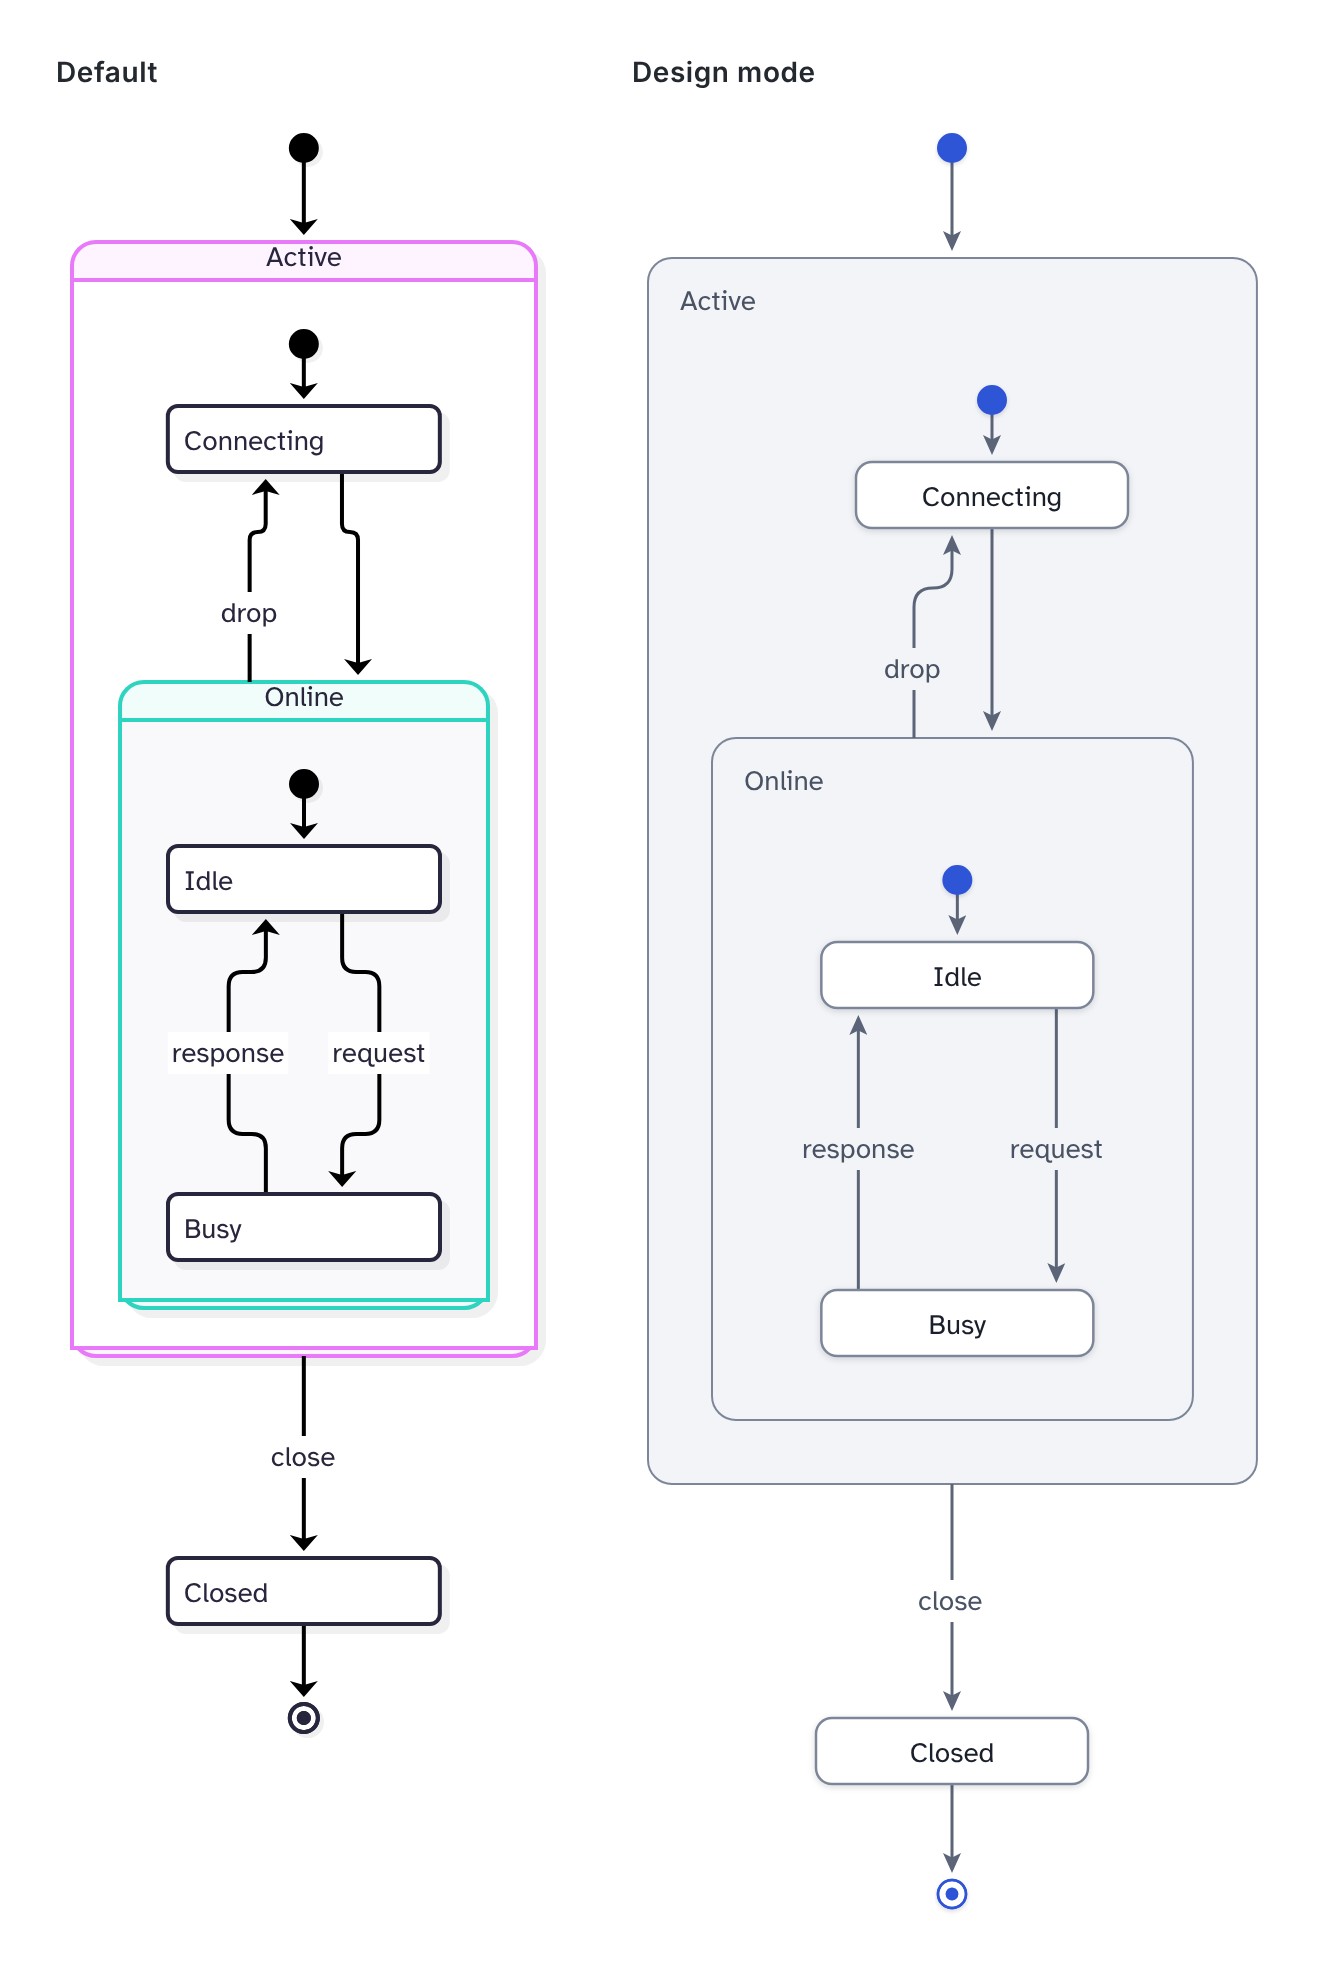 Default
Active
Connecting
drop
Online
Idle
response
request
Busy
close
Closed
Design mode
Active
Connecting
drop
Online
Idle
response
request
Busy
close
Closed